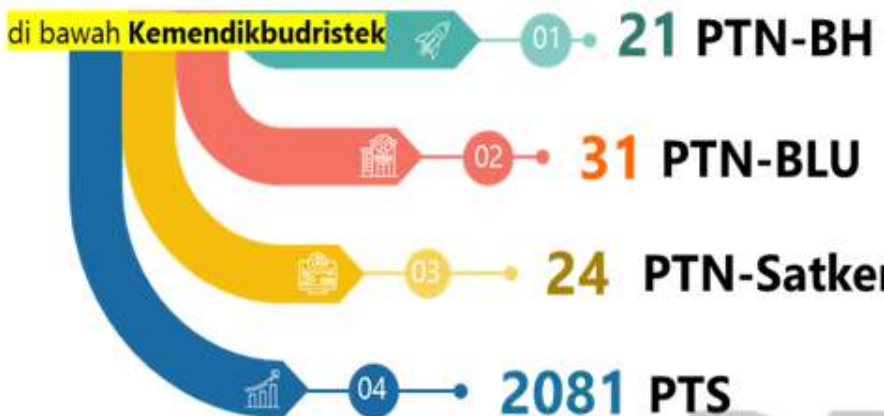 di bawah Kemendikbudristek
01 21 PTN-BH
02 31 PTN-BLU
03 24 PTN-Satker
04 2081 PTS